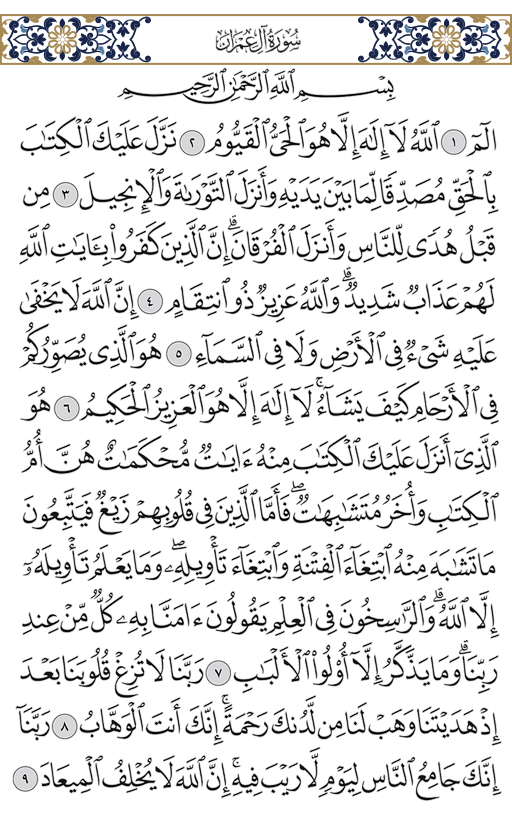 سُورَةُ آلِ عِمْرَانَ
بِسْمِ اللَّهِ الرَّحْمَٰنِ الرَّحِيمِ
الٓمٓ ١ ٱللَّهُ لَآ إِلَٰهَ إِلَّا هُوَ ٱلْحَىُّ ٱلْقَيُّومُ ٢ نَزَّلَ عَلَيْكَ ٱلْكِتَٰبَ
بِٱلْحَقِّ مُصَدِّقًا لِّمَا بَيْنَ يَدَيْهِ وَأَنزَلَ ٱلتَّوْرَىٰةَ وَٱلْإِنجِيلَ ٣ مِن
قَبْلُ هُدًى لِّلنَّاسِ وَأَنزَلَ ٱلْفُرْقَانَۗ إِنَّ ٱلَّذِينَ كَفَرُوا۟ بِـَٔايَٰتِ ٱللَّهِ
لَهُمْ عَذَابٌ شَدِيدٌۗ وَٱللَّهُ عَزِيزٌ ذُو ٱنتِقَامٍ ٤ إِنَّ ٱللَّهَ لَا يَخْفَىٰ
عَلَيْهِ شَىْءٌ فِى ٱلْأَرْضِ وَلَا فِى ٱلسَّمَآءِ ٥ هُوَ ٱلَّذِى يُصَوِّرُكُمْ
فِى ٱلْأَرْحَامِ كَيْفَ يَشَآءُۚ لَآ إِلَٰهَ إِلَّا هُوَ ٱلْعَزِيزُ ٱلْحَكِيمُ ٦ هُوَ
ٱلَّذِىٓ أَنزَلَ عَلَيْكَ ٱلْكِتَٰبَ مِنْهُ ءَايَٰتٌ مُّحْكَمَٰتٌ هُنَّ أُمُّ
ٱلْكِتَٰبِ وَأُخَرُ مُتَشَٰبِهَٰتٌۖ فَأَمَّا ٱلَّذِينَ فِى قُلُوبِهِمْ زَيْغٌ فَيَتَّبِعُونَ
مَا تَشَٰبَهَ مِنْهُ ٱبْتِغَآءَ ٱلْفِتْنَةِ وَٱبْتِغَآءَ تَأْوِيلِهِۦۖ وَمَا يَعْلَمُ تَأْوِيلَهُۥٓ
إِلَّا ٱللَّهُۗ وَٱلرَّٰسِخُونَ فِى ٱلْعِلْمِ يَقُولُونَ ءَامَنَّا بِهِۦ كُلٌّ مِّنْ عِندِ
رَبِّنَاۗ وَمَا يَذَّكَّرُ إِلَّآ أُو۟لُوا۟ ٱلْأَلْبَٰبِ ٧ رَبَّنَا لَا تُزِغْ قُلُوبَنَا بَعْدَ
إِذْ هَدَيْتَنَا وَهَبْ لَنَا مِن لَّدُنكَ رَحْمَةًۚ إِنَّكَ أَنتَ ٱلْوَهَّابُ ٨ رَبَّنَآ
إِنَّكَ جَامِعُ ٱلنَّاسِ لِيَوْمٍ لَّا رَيْبَ فِيهِۚ إِنَّ ٱللَّهَ لَا يُخْلِفُ ٱلْمِيعَادَ ٩